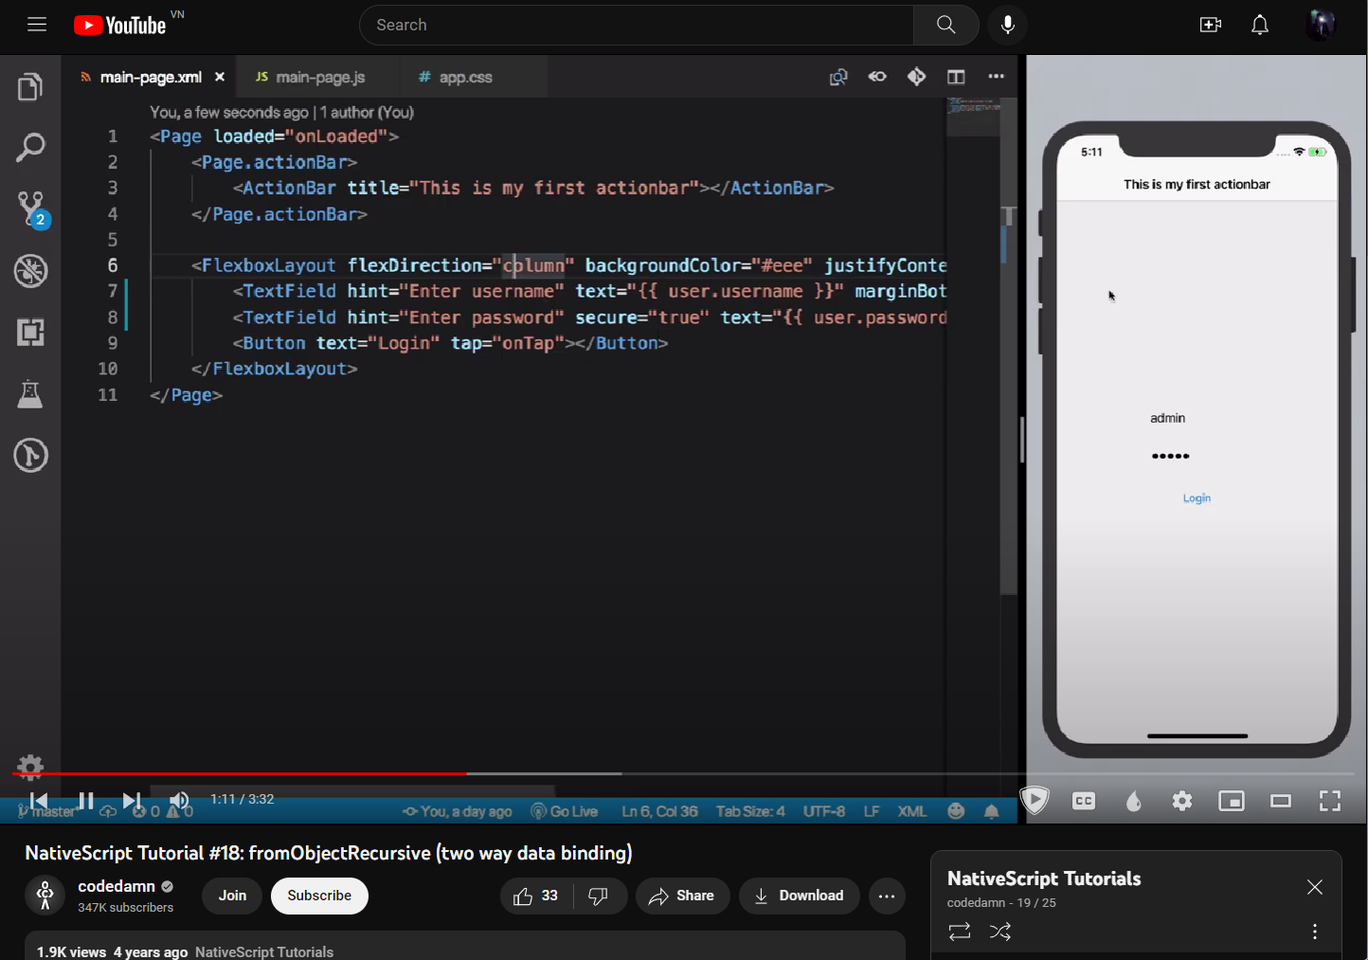 YouTube VN
Search
main-page.xml
main-page.js
app.css
You, a few seconds ago | 1 author (You)
1 <Page loaded="onLoaded">
2 <Page.actionBar>
3 <ActionBar title="This is my first actionbar"></ActionBar>
4 </Page.actionBar>
5
6 <FlexboxLayout flexDirection="column" backgroundColor="#eee" justifyConte
7 <TextField hint="Enter username" text="{{ user.username }}" marginBot
8 <TextField hint="Enter password" secure="true" text="{{ user.password
9 <Button text="Login" tap="onTap"></Button>
10 </FlexboxLayout>
11 </Page>
2
5:11
This is my first actionbar
admin
•••••
Login
1:11 / 3:32
CC
master*
0
0
You, a day ago
Go Live
Ln 6, Col 36
Tab Size: 4
UTF-8
LF
XML
NativeScript Tutorial #18: fromObjectRecursive (two way data binding)
codedamn
347K subscribers
Join
Subscribe
33
Share
Download
1.9K views 4 years ago NativeScript Tutorials
NativeScript Tutorials
codedamn - 19 / 25